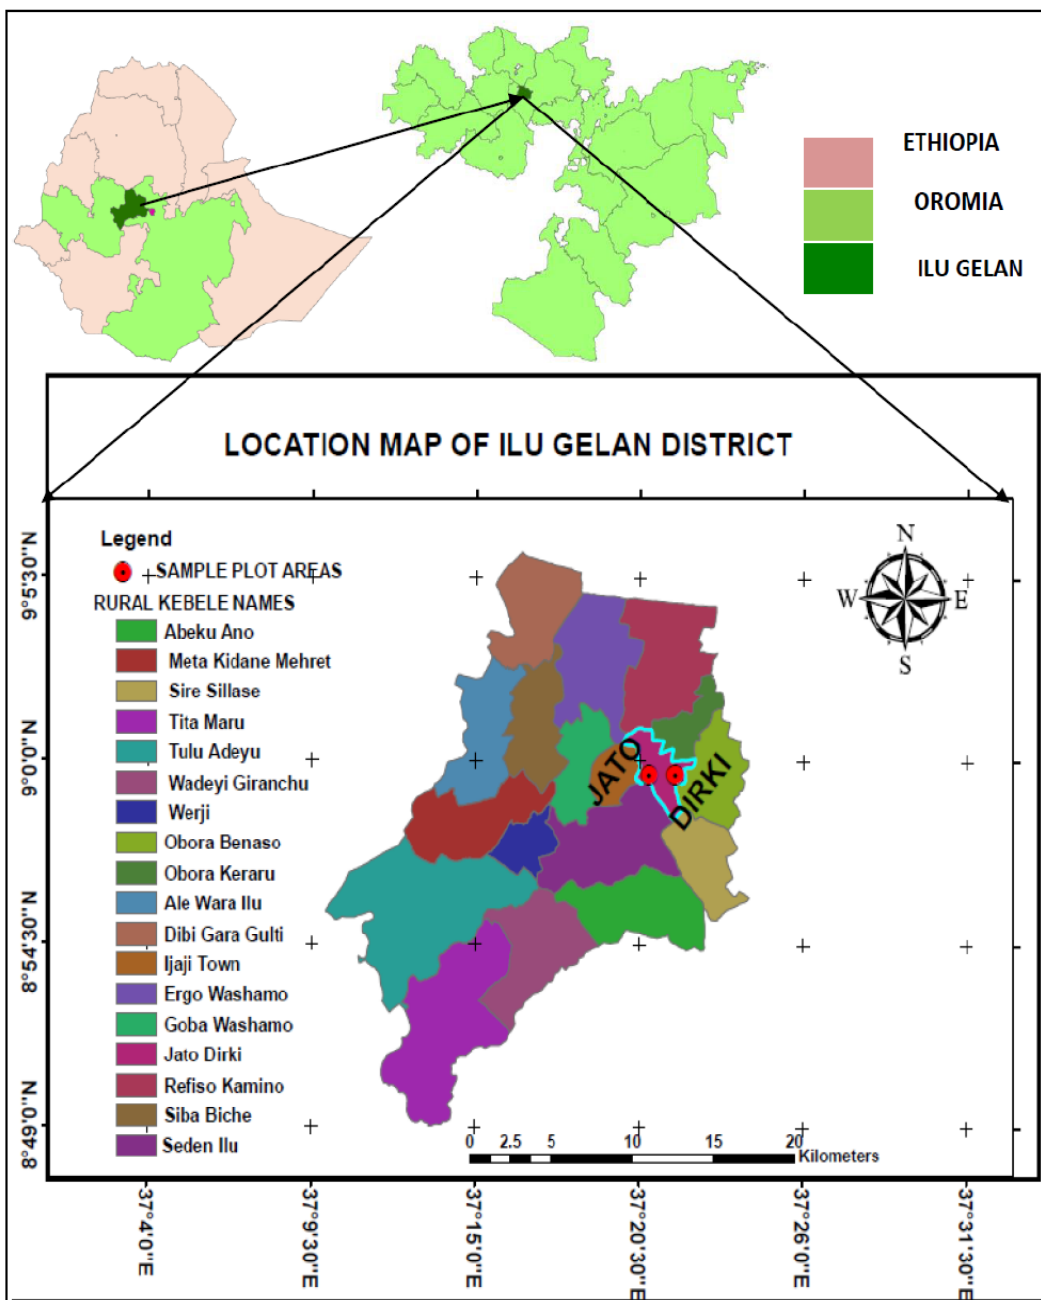 ETHIOPIA
OROMIA
ILU GELAN
LOCATION MAP OF ILU GELAN DISTRICT
Legend
SAMPLE PLOT AREAS
RURAL KEBELE NAMES
Abeku Ano
Meta Kidane Mehret
Sire Sillase
Tita Maru
Tulu Adeyu
Wadeyi Giranchu
Werji
Obora Benaso
Obora Keraru
Ale Wara Ilu
Dibi Gara Gulti
Ijaji Town
Ergo Washamo
Goba Washamo
Jato Dirki
Refiso Kamino
Siba Biche
Seden Ilu
N
W
E
S
JATO
DIRKI
9°5'30"N
9°0'0"N
8°54'30"N
8°49'0"N
0 2.5 5 10 15 20
Kilometers
37°4'0"E
37°9'30"E
37°15'0"E
37°20'30"E
37°26'0"E
37°31'30"E